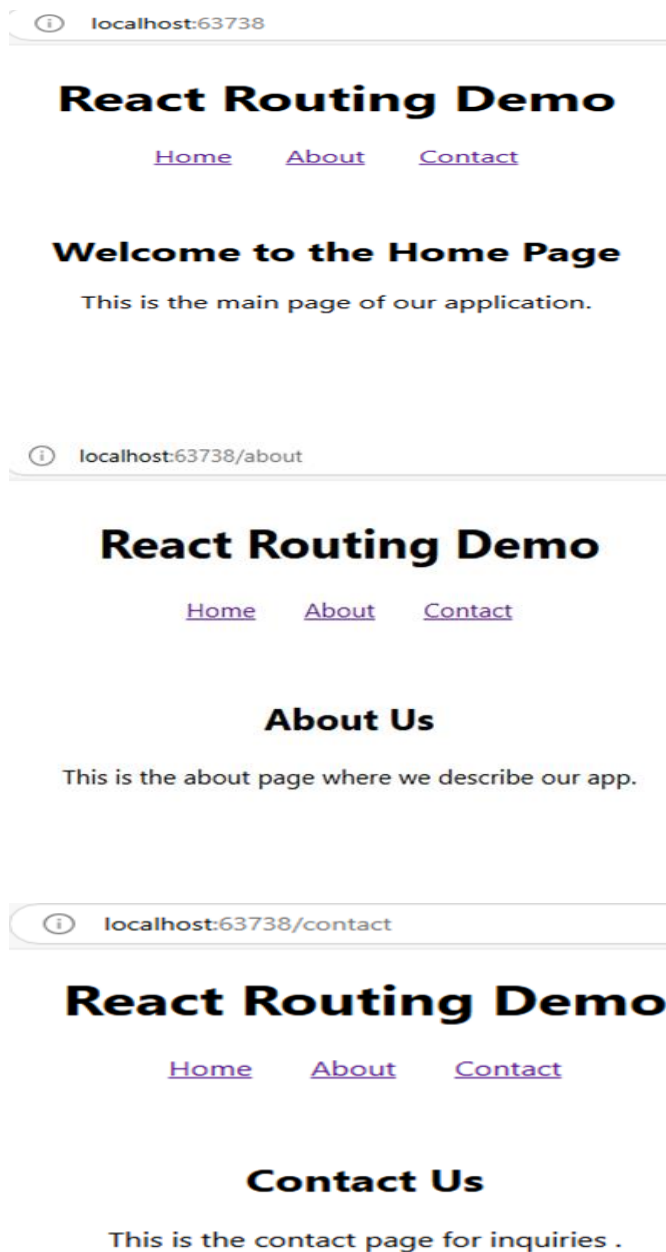 localhost:63738
React Routing Demo
Home About Contact
Welcome to the Home Page
This is the main page of our application.
localhost:63738/about
React Routing Demo
Home About Contact
About Us
This is the about page where we describe our app.
localhost:63738/contact
React Routing Demo
Home About Contact
Contact Us
This is the contact page for inquiries .